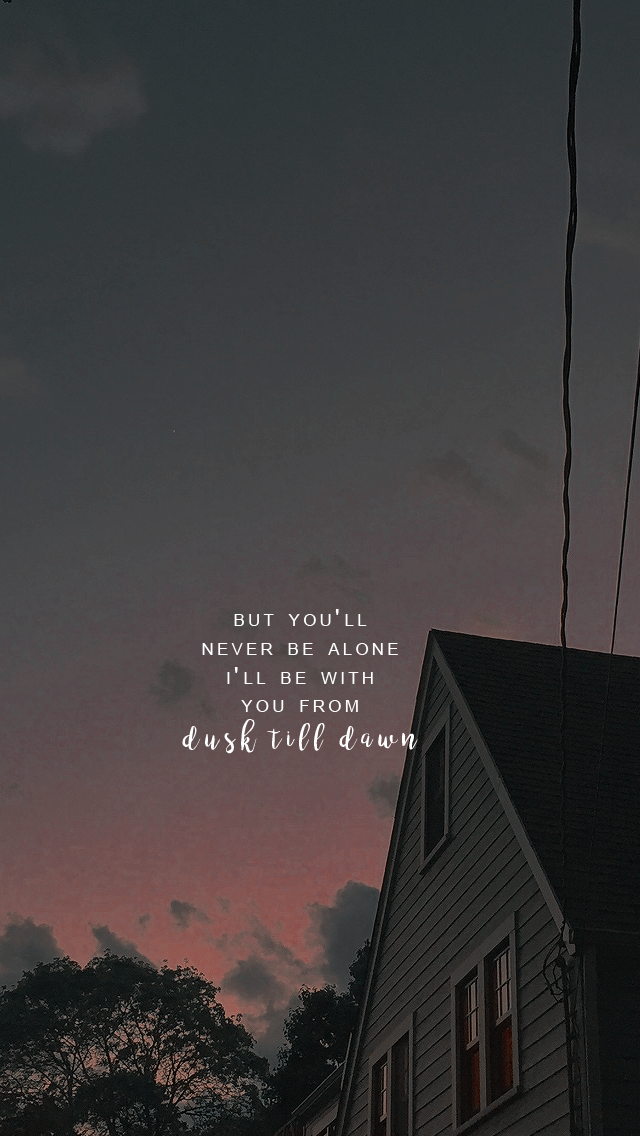 BUT YOU'LL
NEVER BE ALONE
I'LL BE WITH
YOU FROM
dusk till dawn